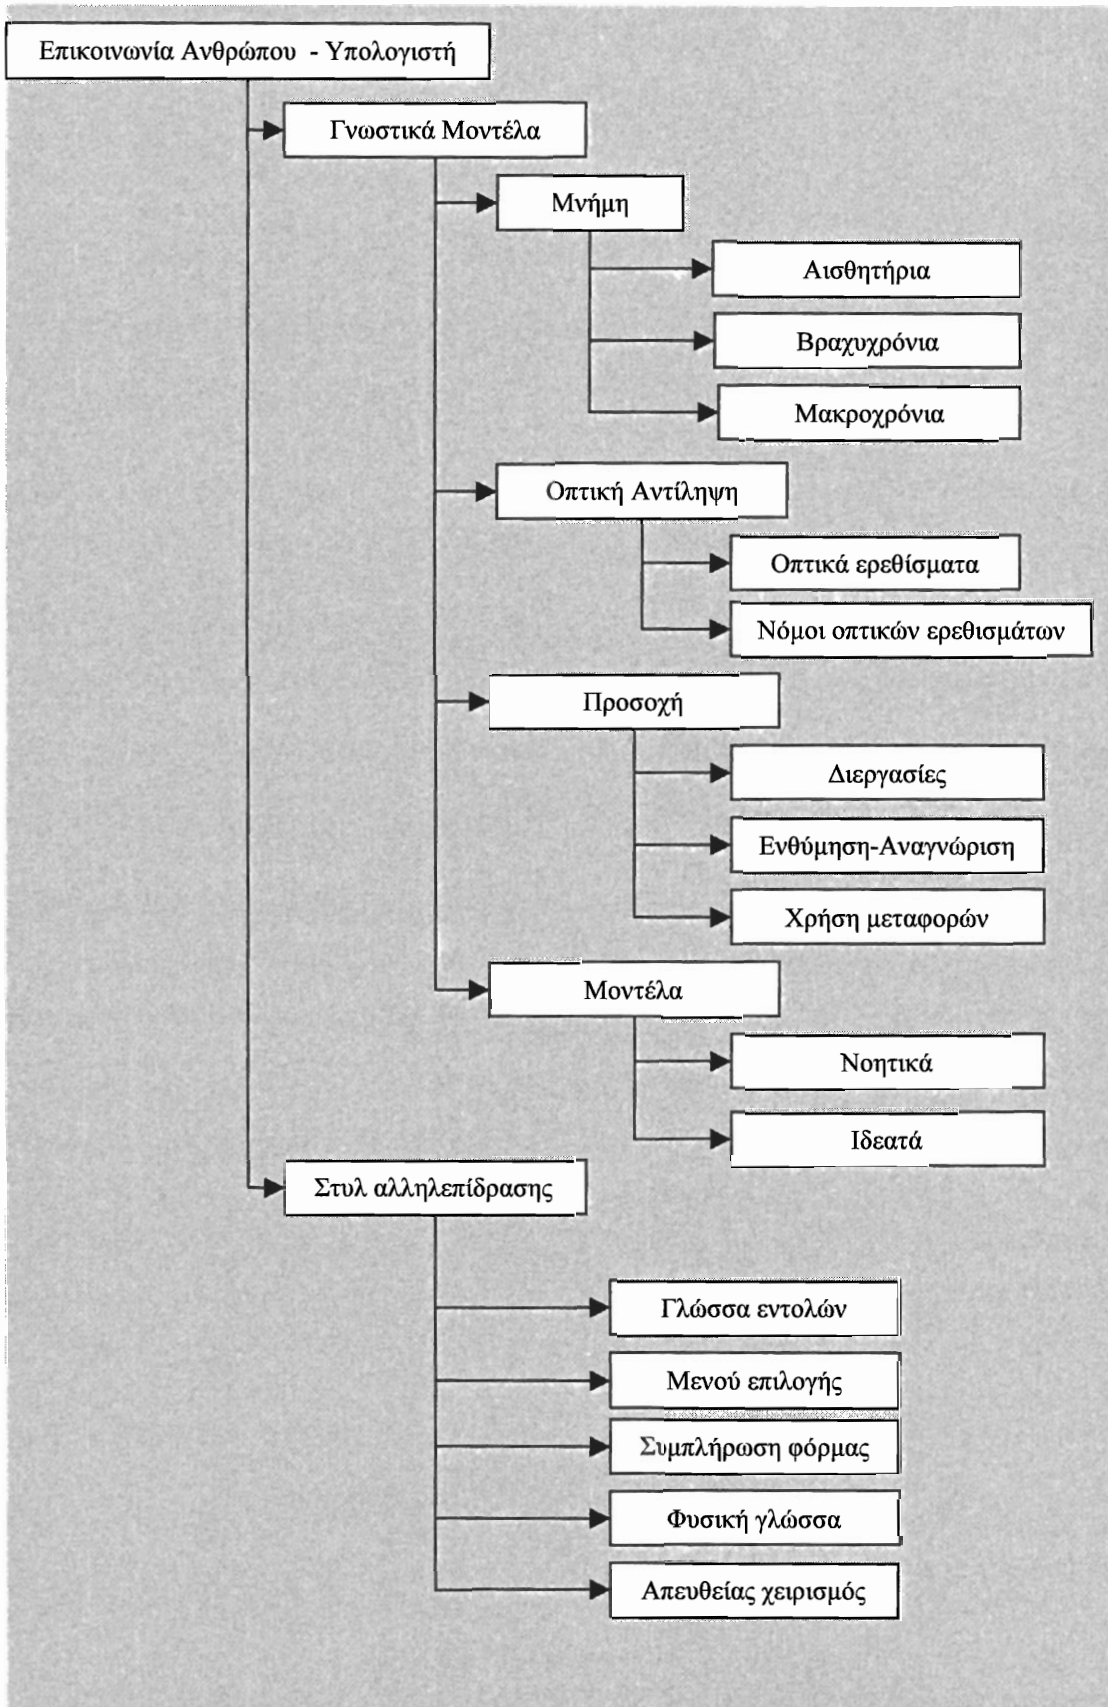 Επικοινωνία Ανθρώπου - Υπολογιστή
Γνωστικά Μοντέλα
Μνήμη
Αισθητήρια
Βραχυχρόνια
Μακροχρόνια
Οπτική Αντίληψη
Οπτικά ερεθίσματα
Νόμοι οπτικών ερεθισμάτων
Προσοχή
Διεργασίες
Ενθύμηση-Αναγνώριση
Χρήση μεταφορών
Μοντέλα
Νοητικά
Ιδεατά
Στυλ αλληλεπίδρασης
Γλώσσα εντολών
Μενού επιλογής
Συμπλήρωση φόρμας
Φυσική γλώσσα
Απευθείας χειρισμός